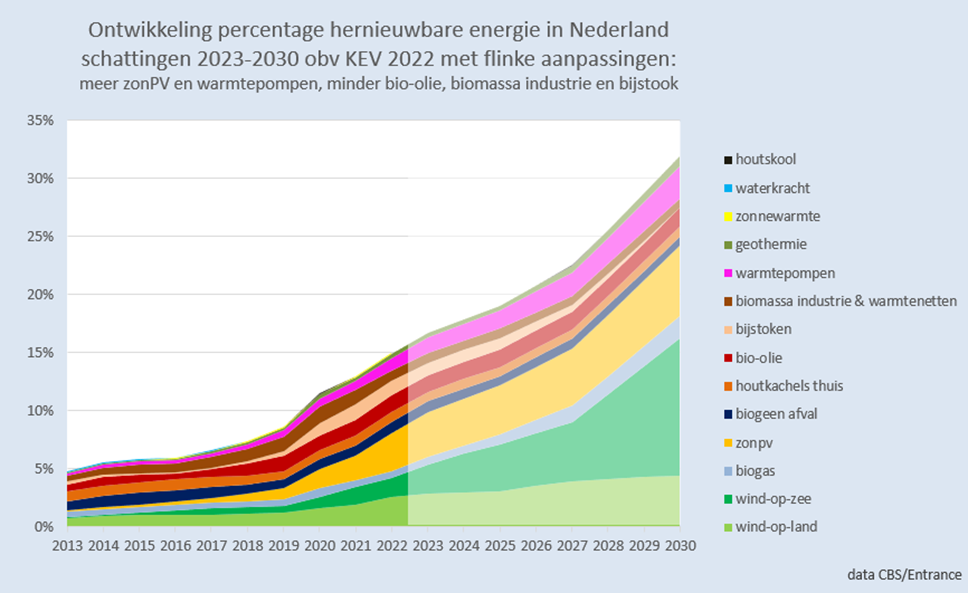 Ontwikkeling percentage hernieuwbare energie in Nederland
schattingen 2023-2030 obv KEV 2022 met flinke aanpassingen:
meer zonPV en warmtepompen, minder bio-olie, biomassa industrie en bijstook
35%
30%
25%
20%
15%
10%
5%
0%
2013 2014 2015 2016 2017 2018 2019 2020 2021 2022 2023 2024 2025 2026 2027 2028 2029 2030
houtskool
waterkracht
zonnewarmte
geothermie
warmtepompen
biomassa industrie & warmtenetten
bijstoken
bio-olie
houtkachels thuis
biogeen afval
zonpv
biogas
wind-op-zee
wind-op-land
data CBS/Entrance